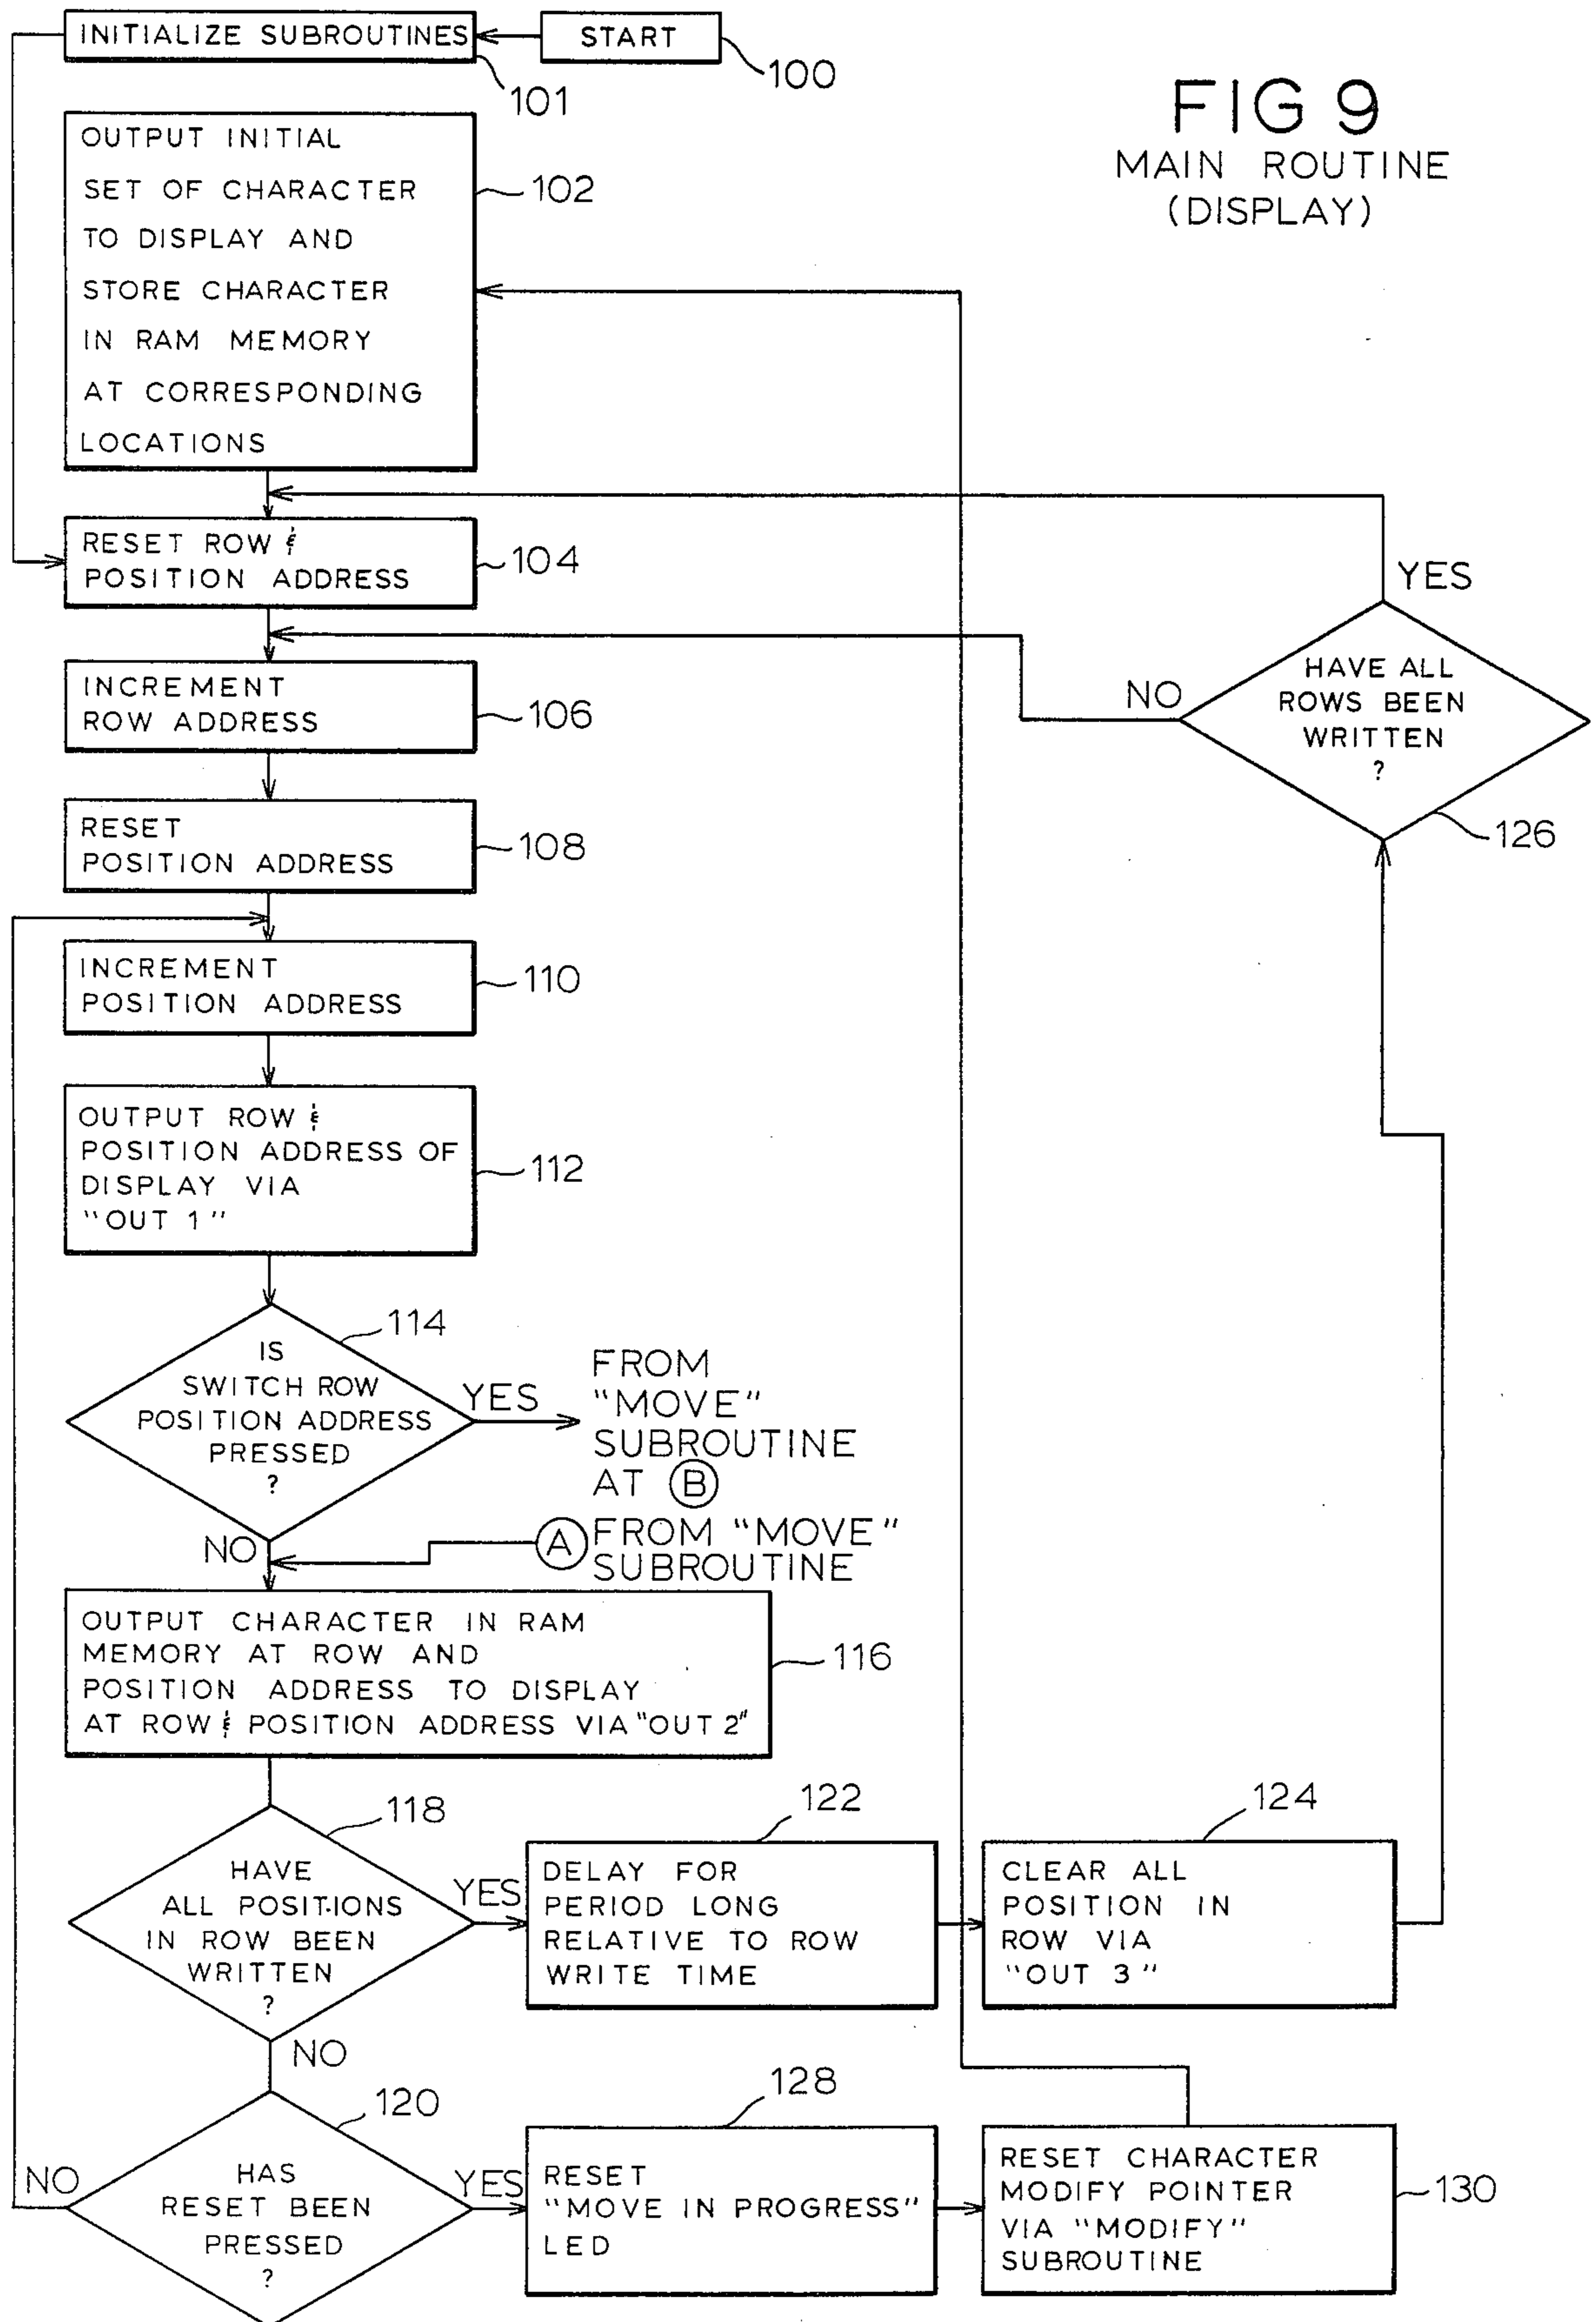 INITIALIZE SUBROUTINES
START
100
101
FIG 9
MAIN ROUTINE
(DISPLAY)
OUTPUT INITIAL
SET OF CHARACTER
TO DISPLAY AND
STORE CHARACTER
IN RAM MEMORY
AT CORRESPONDING
LOCATIONS
102
RESET ROW &
POSITION ADDRESS
104
YES
INCREMENT
ROW ADDRESS
106
NO
HAVE ALL
ROWS BEEN
WRITTEN
?
126
RESET
POSITION ADDRESS
108
INCREMENT
POSITION ADDRESS
110
OUTPUT ROW &
POSITION ADDRESS OF
DISPLAY VIA
"OUT 1"
112
114
IS
SWITCH ROW
POSITION ADDRESS
PRESSED
?
YES
FROM
"MOVE"
SUBROUTINE
AT B
NO
A FROM "MOVE"
SUBROUTINE
OUTPUT CHARACTER IN RAM
MEMORY AT ROW AND
POSITION ADDRESS TO DISPLAY
AT ROW & POSITION ADDRESS VIA "OUT 2"
116
118
HAVE
ALL POSITIONS
IN ROW BEEN
WRITTEN
?
YES
122
DELAY FOR
PERIOD LONG
RELATIVE TO ROW
WRITE TIME
124
CLEAR ALL
POSITION IN
ROW VIA
"OUT 3"
NO
120
HAS
RESET BEEN
PRESSED
?
NO
YES
128
RESET
"MOVE IN PROGRESS"
LED
RESET CHARACTER
MODIFY POINTER
VIA "MODIFY"
SUBROUTINE
130